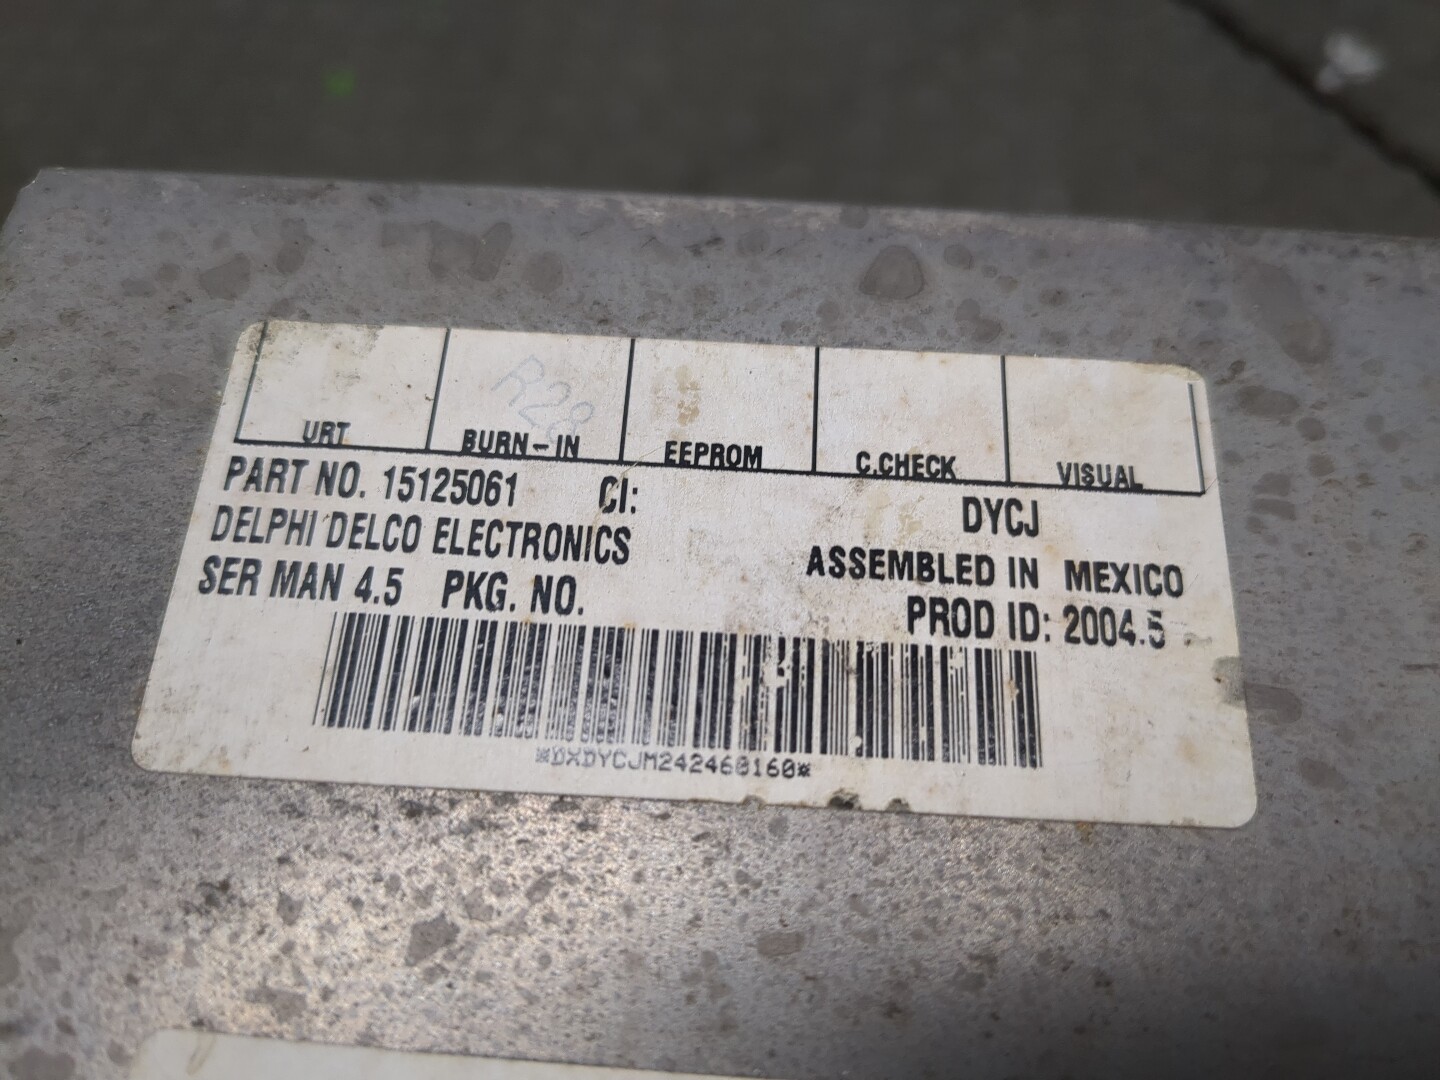 R28
URT BURN-IN EEPROM C.CHECK VISUAL
PART NO. 15125061 CI: DYCJ
DELPHI DELCO ELECTRONICS ASSEMBLED IN MEXICO
SER MAN 4.5 PKG. NO. PROD ID: 2004.5
*DXDYCJM242460160*